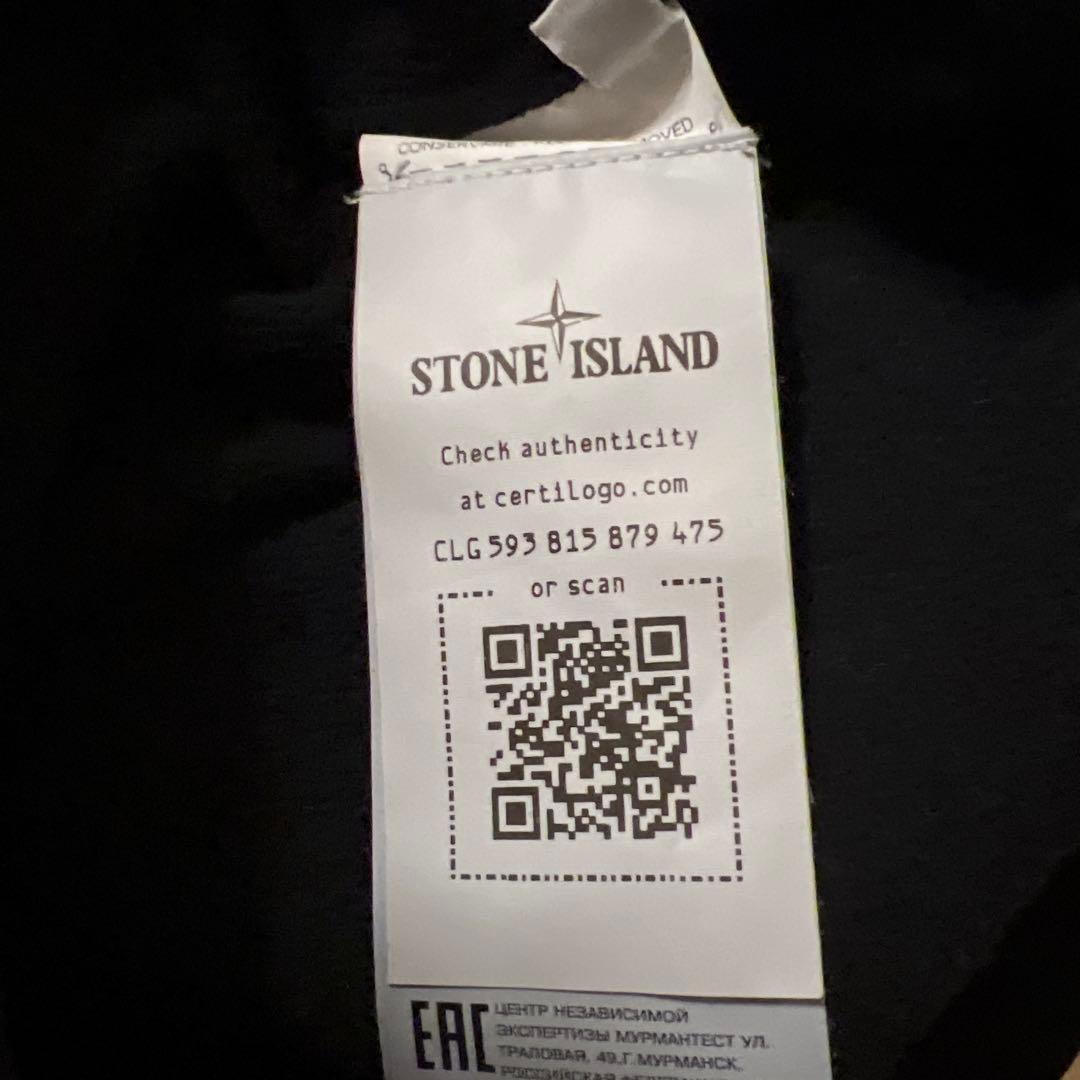 STONE ISLAND
Check authenticity
at certilogo.com
CLG 593 815 879 475
or scan
EAC
ЦЕНТР НЕЗАВИСИМОЙ
ЭКСПЕРТИЗЫ МУРМАНТЕСТ УЛ.
ТРАЛОВАЯ, 49,Г.МУРМАНСК,